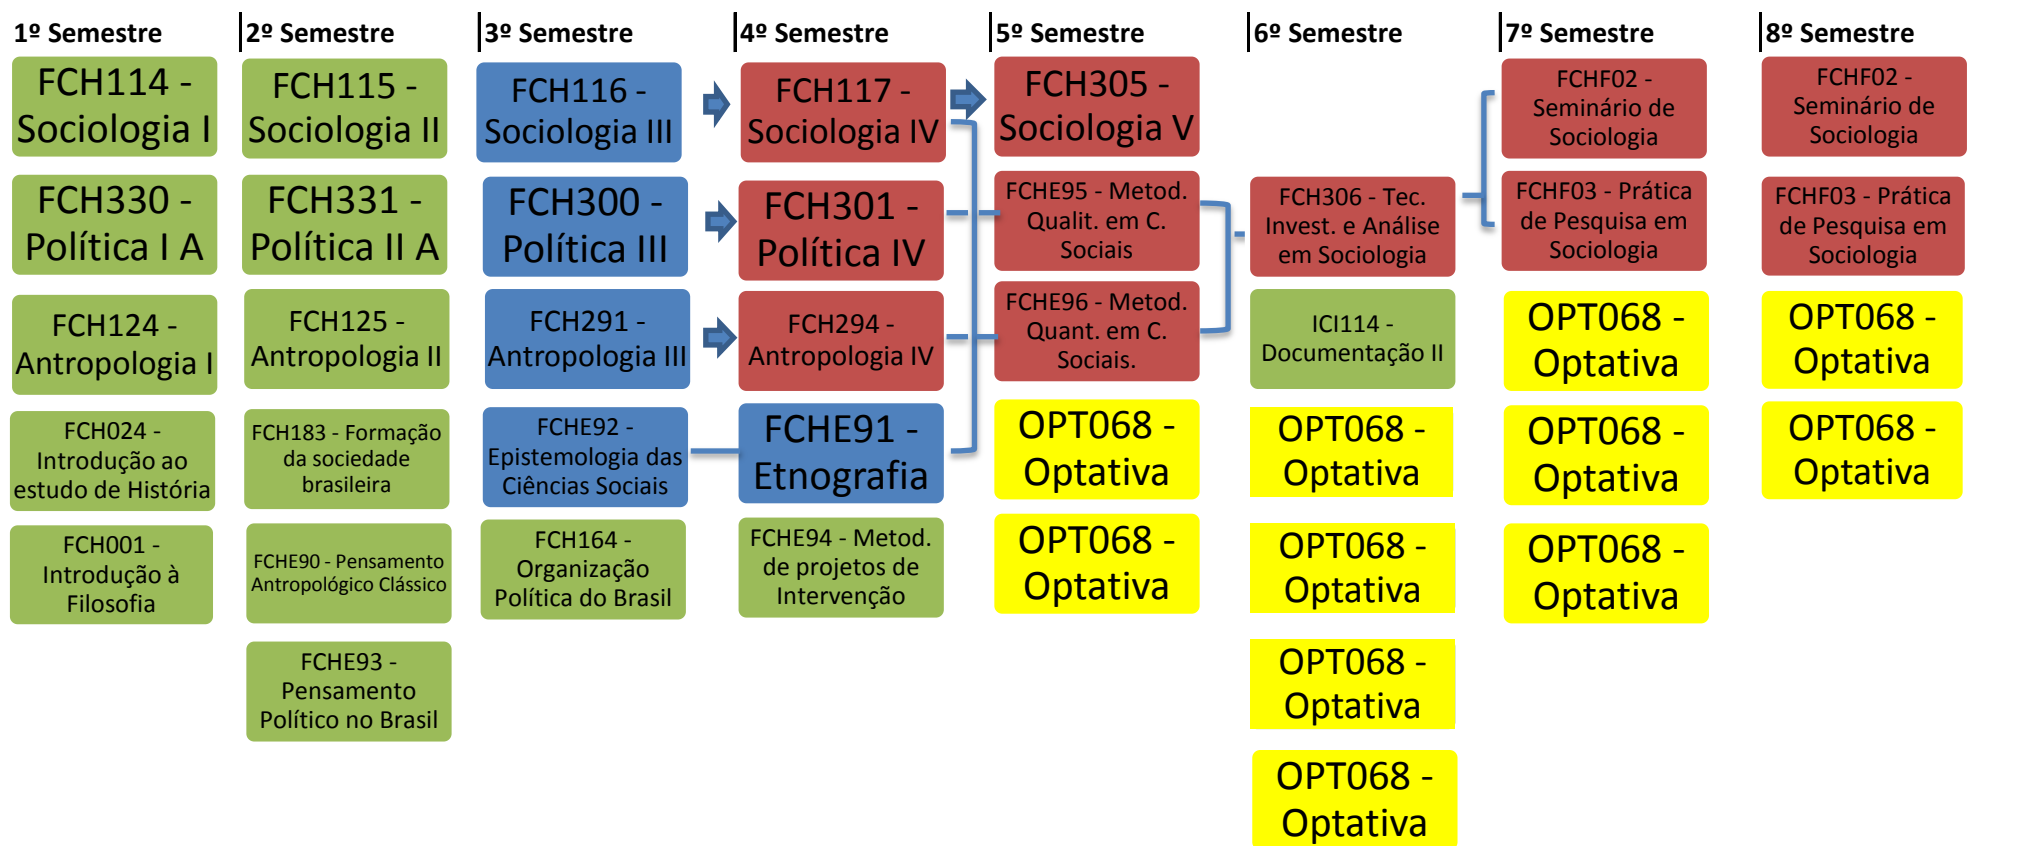 1º Semestre
FCH114 -
Sociologia I
FCH330 -
Política I A
FCH124 -
Antropologia I
FCH024 -
Introdução ao
estudo de História
FCH001 -
Introdução à
Filosofia
2º Semestre
FCH115 -
Sociologia II
FCH331 -
Política II A
FCH125 -
Antropologia II
FCH183 - Formação
da sociedade
brasileira
FCHE90 - Pensamento
Antropológico Clássico
FCHE93 -
Pensamento
Político no Brasil
3º Semestre
FCH116 -
Sociologia III
FCH300 -
Política III
FCH291 -
Antropologia III
FCHE92 -
Epistemologia das
Ciências Sociais
FCH164 -
Organização
Política do Brasil
4º Semestre
FCH117 -
Sociologia IV
FCH301 -
Política IV
FCH294 -
Antropologia IV
FCHE91 -
Etnografia
FCHE94 - Metod.
de projetos de
Intervenção
5º Semestre
FCH305 -
Sociologia V
FCHE95 - Metod.
Qualit. em C.
Sociais
FCHE96 - Metod.
Quant. em C.
Sociais.
OPT068 -
Optativa
OPT068 -
Optativa
6º Semestre
FCH306 - Tec.
Invest. e Análise
em Sociologia
ICI114 -
Documentação II
OPT068 -
Optativa
OPT068 -
Optativa
OPT068 -
Optativa
OPT068 -
Optativa
7º Semestre
FCHF02 -
Seminário de
Sociologia
FCHF03 - Prática
de Pesquisa em
Sociologia
OPT068 -
Optativa
OPT068 -
Optativa
OPT068 -
Optativa
8º Semestre
FCHF02 -
Seminário de
Sociologia
FCHF03 - Prática
de Pesquisa em
Sociologia
OPT068 -
Optativa
OPT068 -
Optativa